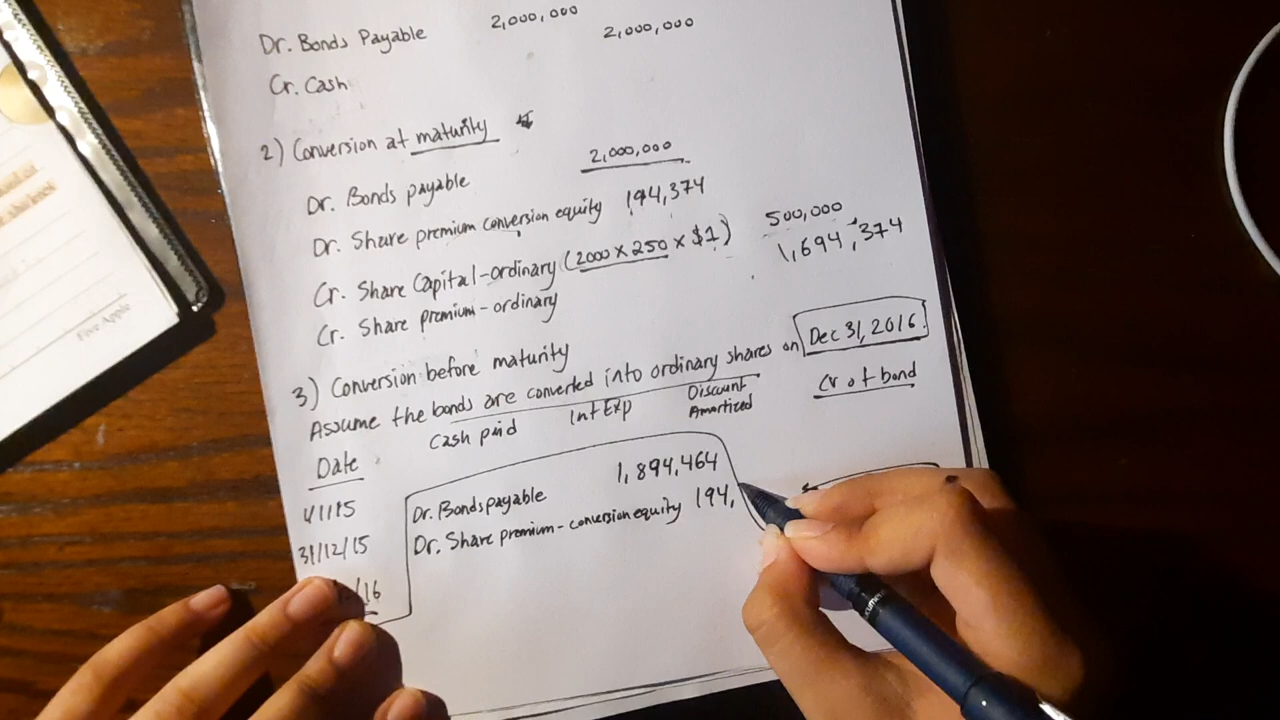 Dr. Bonds Payable 2,000,000
Cr. Cash 2,000,000
2) Conversion at maturity
Dr. Bonds payable 2,000,000
Dr. Share premium conversion equity 194,374
Cr. Share Capital-ordinary (2000 x 250 x $1) 500,000
Cr. Share premium-ordinary 1,694,374
3) Conversion before maturity
Assume the bonds are converted into ordinary shares on Dec 31, 2016.
Date Cash paid Int Exp Discount Amortized CV of bond
1/1/15
31/12/15
/16
Dr. Bonds payable 1,894,464
Dr. Share premium - conversion equity 194,
Five Apple